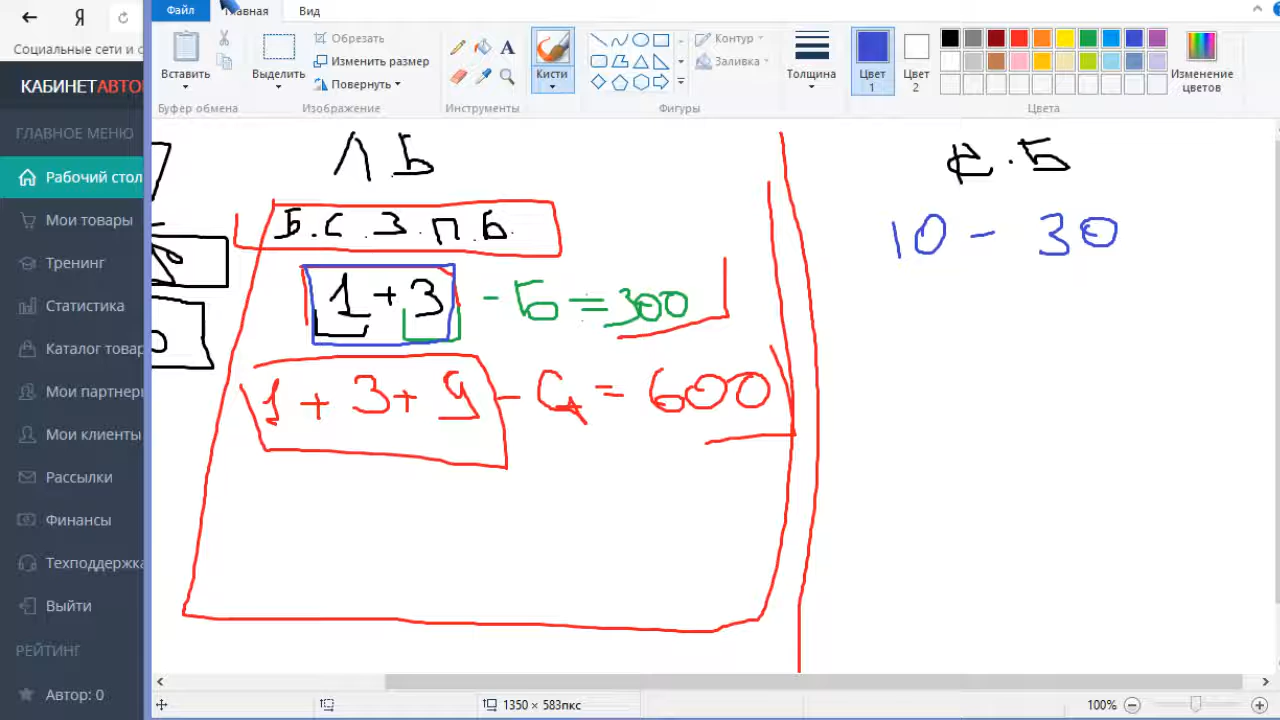 Файл
Главная
Вид
Социальные сети и с
КАБИНЕТАВТО
ГЛАВНОЕ МЕНЮ
Рабочий стол
Мои товары
Тренинг
Статистика
Каталог товар
Мои партнерь
Мои клиенты
Рассылки
Финансы
Техподдержка
Выйти
РЕЙТИНГ
Автор: 0
Вставить
Выделить
Обрезать
Изменить размер
Повернуть
Кисти
Контур
Заливка
Толщина
Цвет
1
Цвет
2
Изменение
цветов
Буфер обмена
Изображение
Инструменты
Фигуры
Цвета
Л Б
Б.С.З.П.Б.
1+3 - Б = 300
1+3+9 - = 600
.Б
10 - 30
1350 × 583пкс
100%